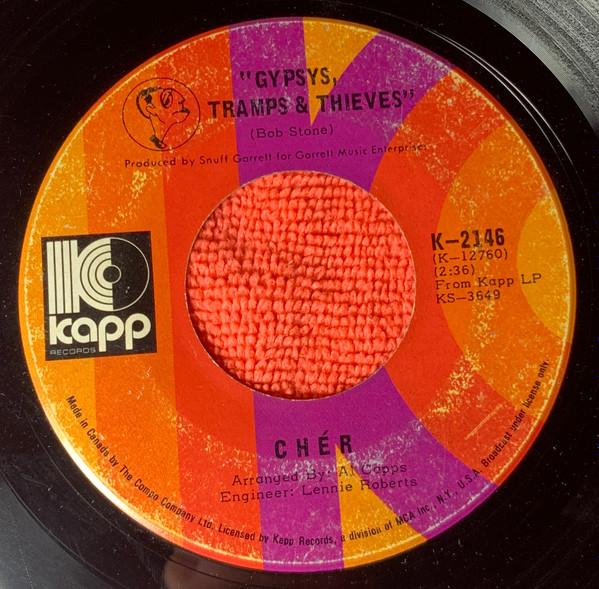 "GYPSYS,
TRAMPS & THIEVES"
(Bob Stone)
Produced by Snuff Garrett for Garrett Music Enterprises
K-2146
(K-12760)
(2:36)
From Kapp LP
KS-3649
K
kapp
RECORDS
CHÉR
Arranged By: Al Capps
Engineer: Lennie Roberts
Made in Canada by The Compo Company Ltd. Licensed by Kapp Records, a division of MCA Inc., N.Y., U.S.A. Broadcast under license only.